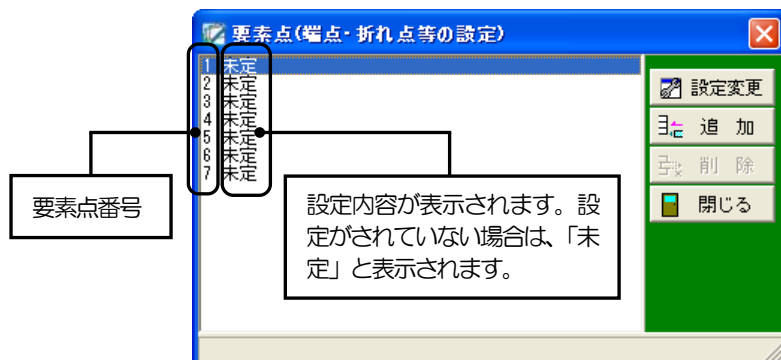 要素点(端点・折れ点等の設定)
1 未定
2 未定
3 未定
4 未定
5 未定
6 未定
7 未定
設定変更
追 加
削 除
閉じる
要素点番号
設定内容が表示されます。設
定がされていない場合は、「未
定」と表示されます。